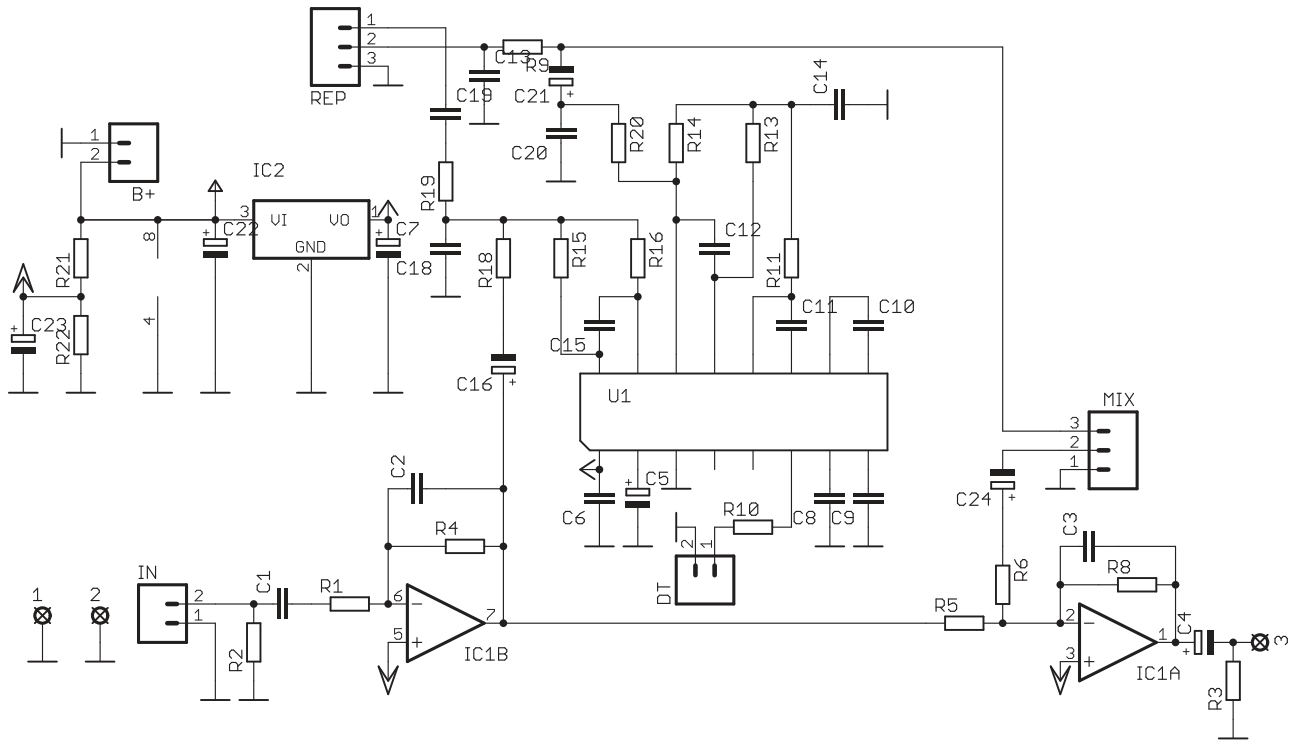 1
2
3
REP
C13
R9
C19
C21
C20
R20
R14
R13
C14
1
2
B+
IC2
3
VI
VO
1
GND
2
C22
C7
C18
R19
8
4
R21
R22
C23
+
+
+
R18
R15
R16
C12
R11
C11
C10
C15
C16
+
+
U1
MIX
3
2
1
C2
R4
C6
+
C5
R10
C8
C9
2
1
DT
C24
+
C3
R8
R6
R5
1
2
IN
2
1
C1
R1
R2
6
5
7
-
+
IC1B
2
3
1
-
+
IC1A
C4
+
3
R3